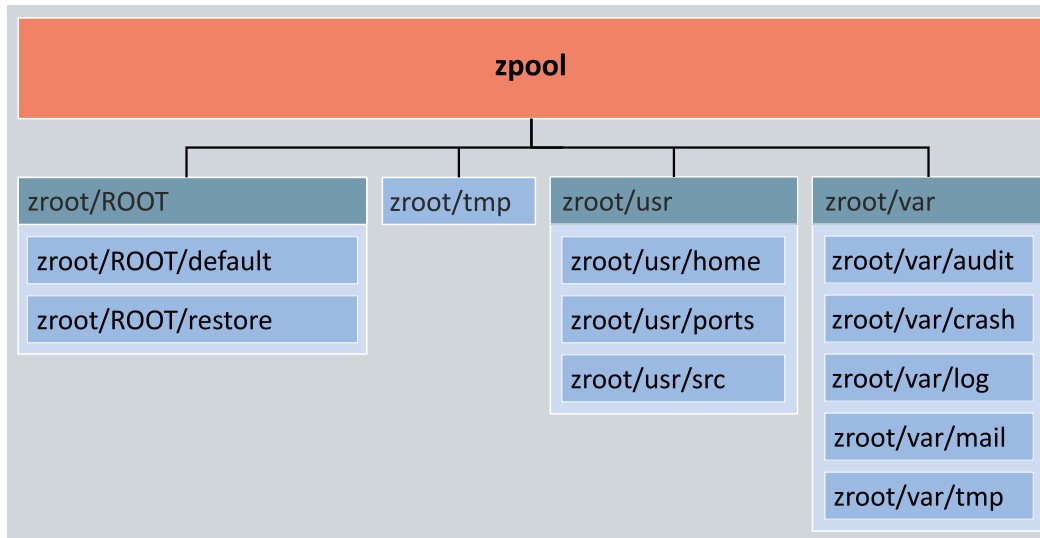 zpool
zroot/ROOT
zroot/ROOT/default
zroot/ROOT/restore
zroot/tmp
zroot/usr
zroot/usr/home
zroot/usr/ports
zroot/usr/src
zroot/var
zroot/var/audit
zroot/var/crash
zroot/var/log
zroot/var/mail
zroot/var/tmp